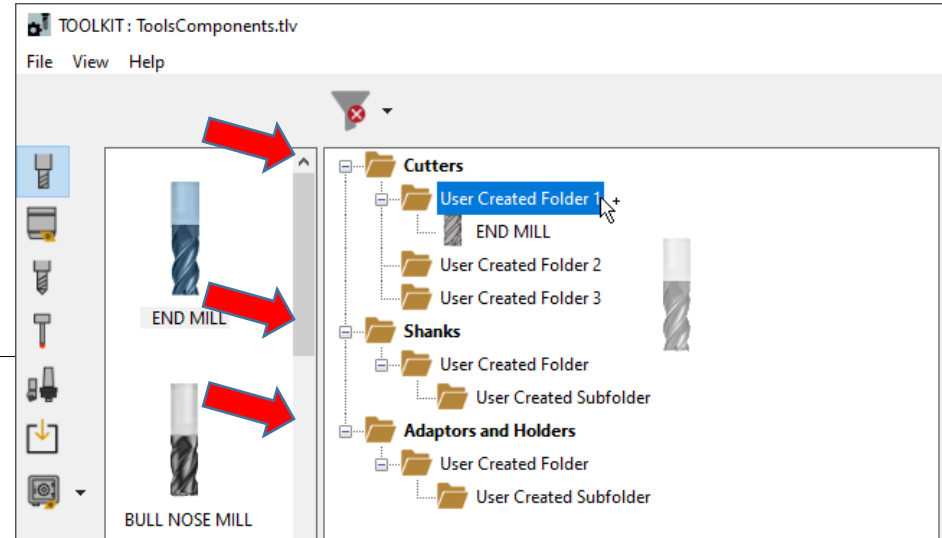 TOOLKIT : ToolsComponents.tlv
File View Help
END MILL
BULL NOSE MILL
Cutters
User Created Folder 1
END MILL
User Created Folder 2
User Created Folder 3
Shanks
User Created Folder
User Created Subfolder
Adaptors and Holders
User Created Folder
User Created Subfolder